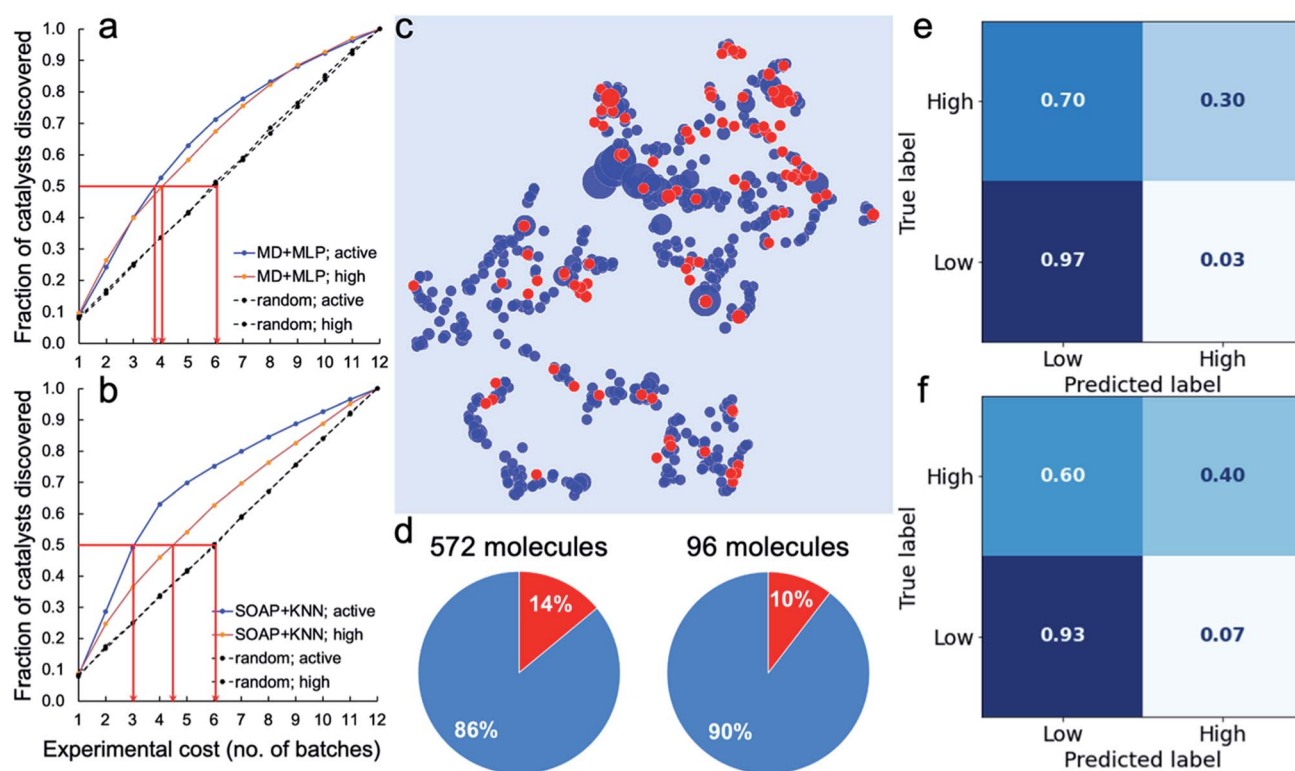 a
Fraction of catalysts discovered
1.0
0.9
0.8
0.7
0.6
0.5
0.4
0.3
0.2
0.1
0.0
MD+MLP; active
MD+MLP; high
random; active
random; high
1 2 3 4 5 6 7 8 9 10 11 12
b
Fraction of catalysts discovered
1.0
0.9
0.8
0.7
0.6
0.5
0.4
0.3
0.2
0.1
0.0
SOAP+KNN; active
SOAP+KNN; high
random; active
random; high
1 2 3 4 5 6 7 8 9 10 11 12
Experimental cost (no. of batches)
c
d
572 molecules
14%
86%
96 molecules
10%
90%
e
True label
High
0.70 0.30
Low
0.97 0.03
Low High
Predicted label
f
True label
High
0.60 0.40
Low
0.93 0.07
Low High
Predicted label